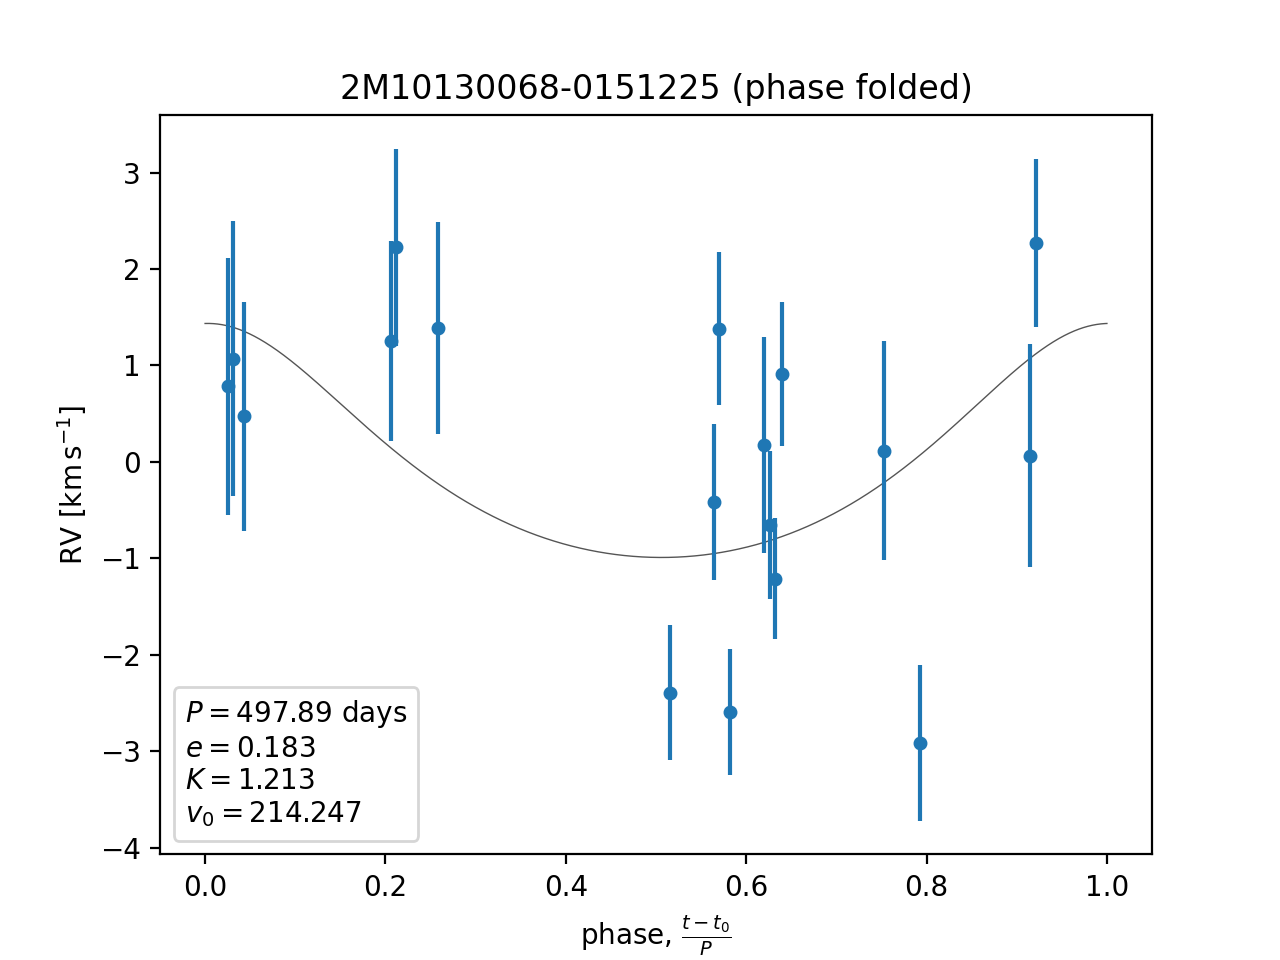 2M10130068-0151225 (phase folded)
3
2
1
0
−1
−2
−3
−4
RV [km s⁻¹]
P = 497.89 days
e = 0.183
K = 1.213
v₀ = 214.247
0.0 0.2 0.4 0.6 0.8 1.0
phase, (t − t₀)/P